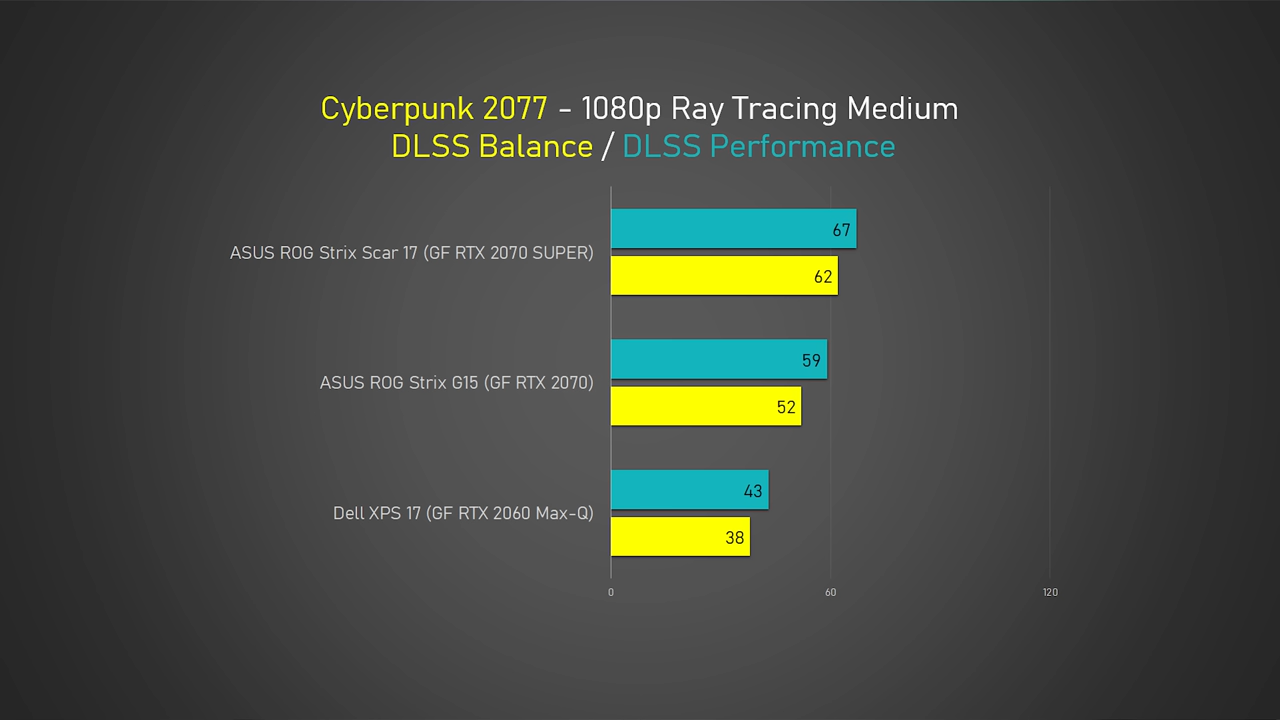 Cyberpunk 2077 - 1080p Ray Tracing Medium
DLSS Balance / DLSS Performance
67
ASUS ROG Strix Scar 17 (GF RTX 2070 SUPER)
62
59
ASUS ROG Strix G15 (GF RTX 2070)
52
43
Dell XPS 17 (GF RTX 2060 Max-Q)
38
0 60 120